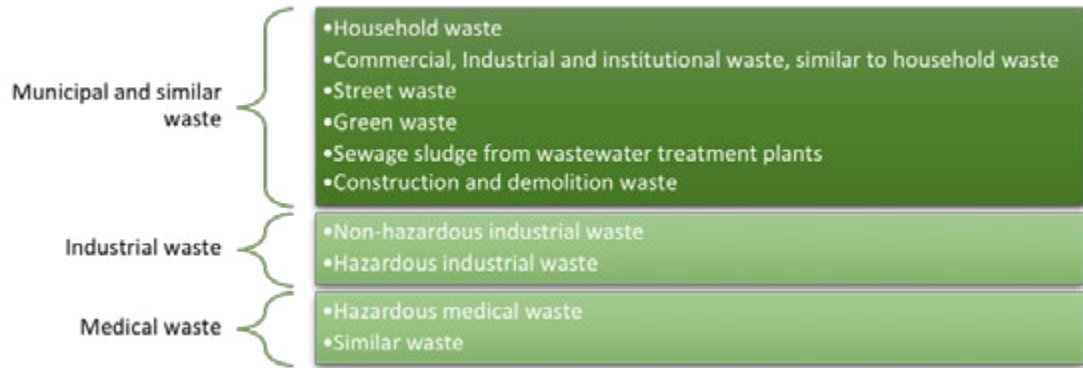 Municipal and similar
waste
•Household waste
•Commercial, Industrial and institutional waste, similar to household waste
•Street waste
•Green waste
•Sewage sludge from wastewater treatment plants
•Construction and demolition waste
Industrial waste
•Non-hazardous industrial waste
•Hazardous industrial waste
Medical waste
•Hazardous medical waste
•Similar waste